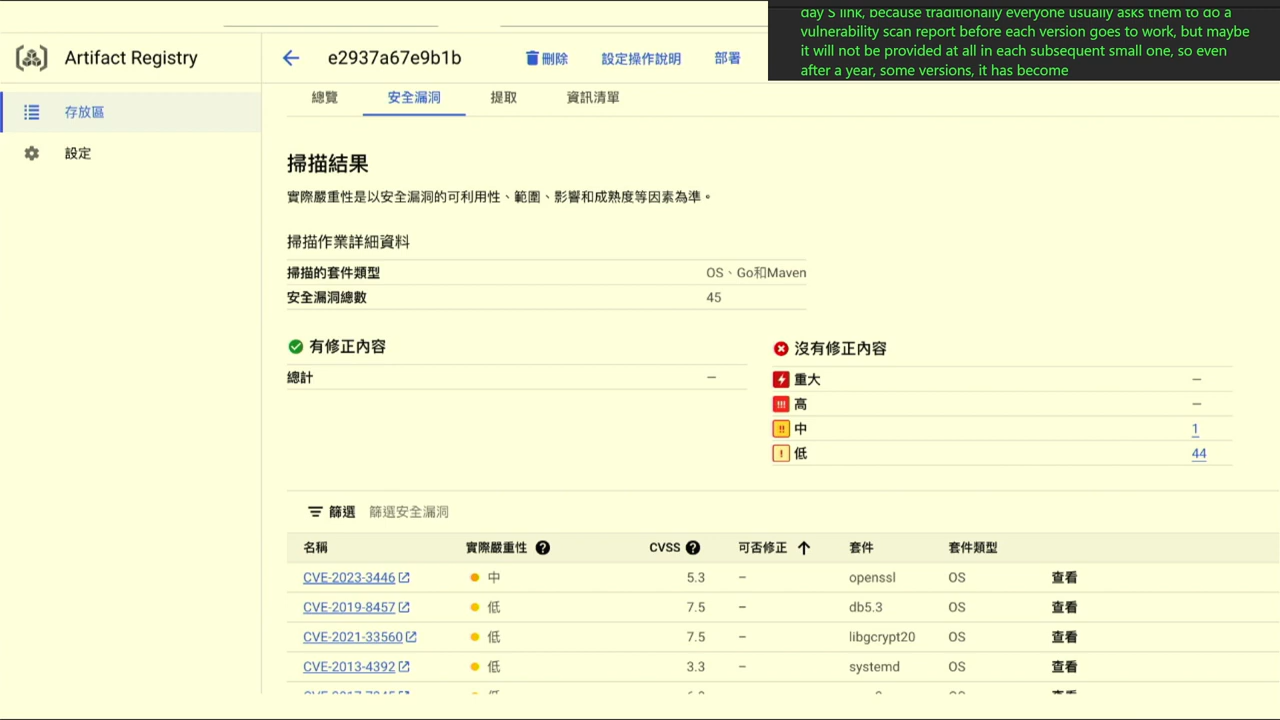 day S link, because traditionally everyone usually asks them to do a
vulnerability scan report before each version goes to work, but maybe
it will not be provided at all in each subsequent small one, so even
after a year, some versions, it has become
Artifact Registry
e2937a67e9b1b
刪除
設定操作說明
部署
存放區
設定
總覽
安全漏洞
提取
資訊清單
掃描結果
實際嚴重性是以安全漏洞的可利用性、範圍、影響和成熟度等因素為準。
掃描作業詳細資料
掃描的套件類型 OS、Go和Maven
安全漏洞總數 45
有修正內容
總計 –
沒有修正內容
重大 –
高 –
中 1
低 44
篩選 篩選安全漏洞
名稱 實際嚴重性 CVSS 可否修正 套件 套件類型
CVE-2023-3446 中 5.3 – openssl OS 查看
CVE-2019-8457 低 7.5 – db5.3 OS 查看
CVE-2021-33560 低 7.5 – libgcrypt20 OS 查看
CVE-2013-4392 低 3.3 – systemd OS 查看